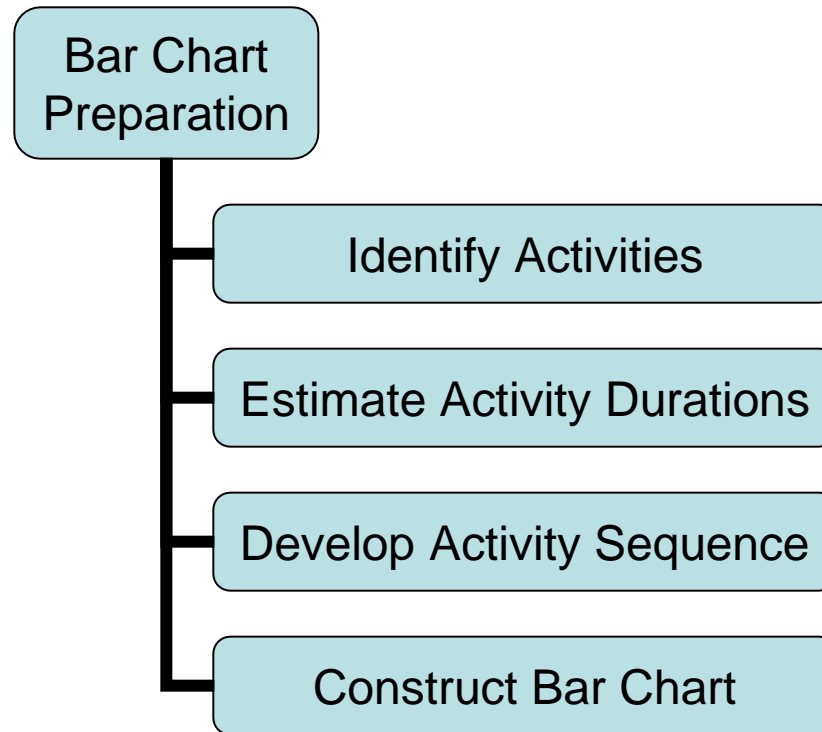 Bar Chart
Preparation
Identify Activities
Estimate Activity Durations
Develop Activity Sequence
Construct Bar Chart